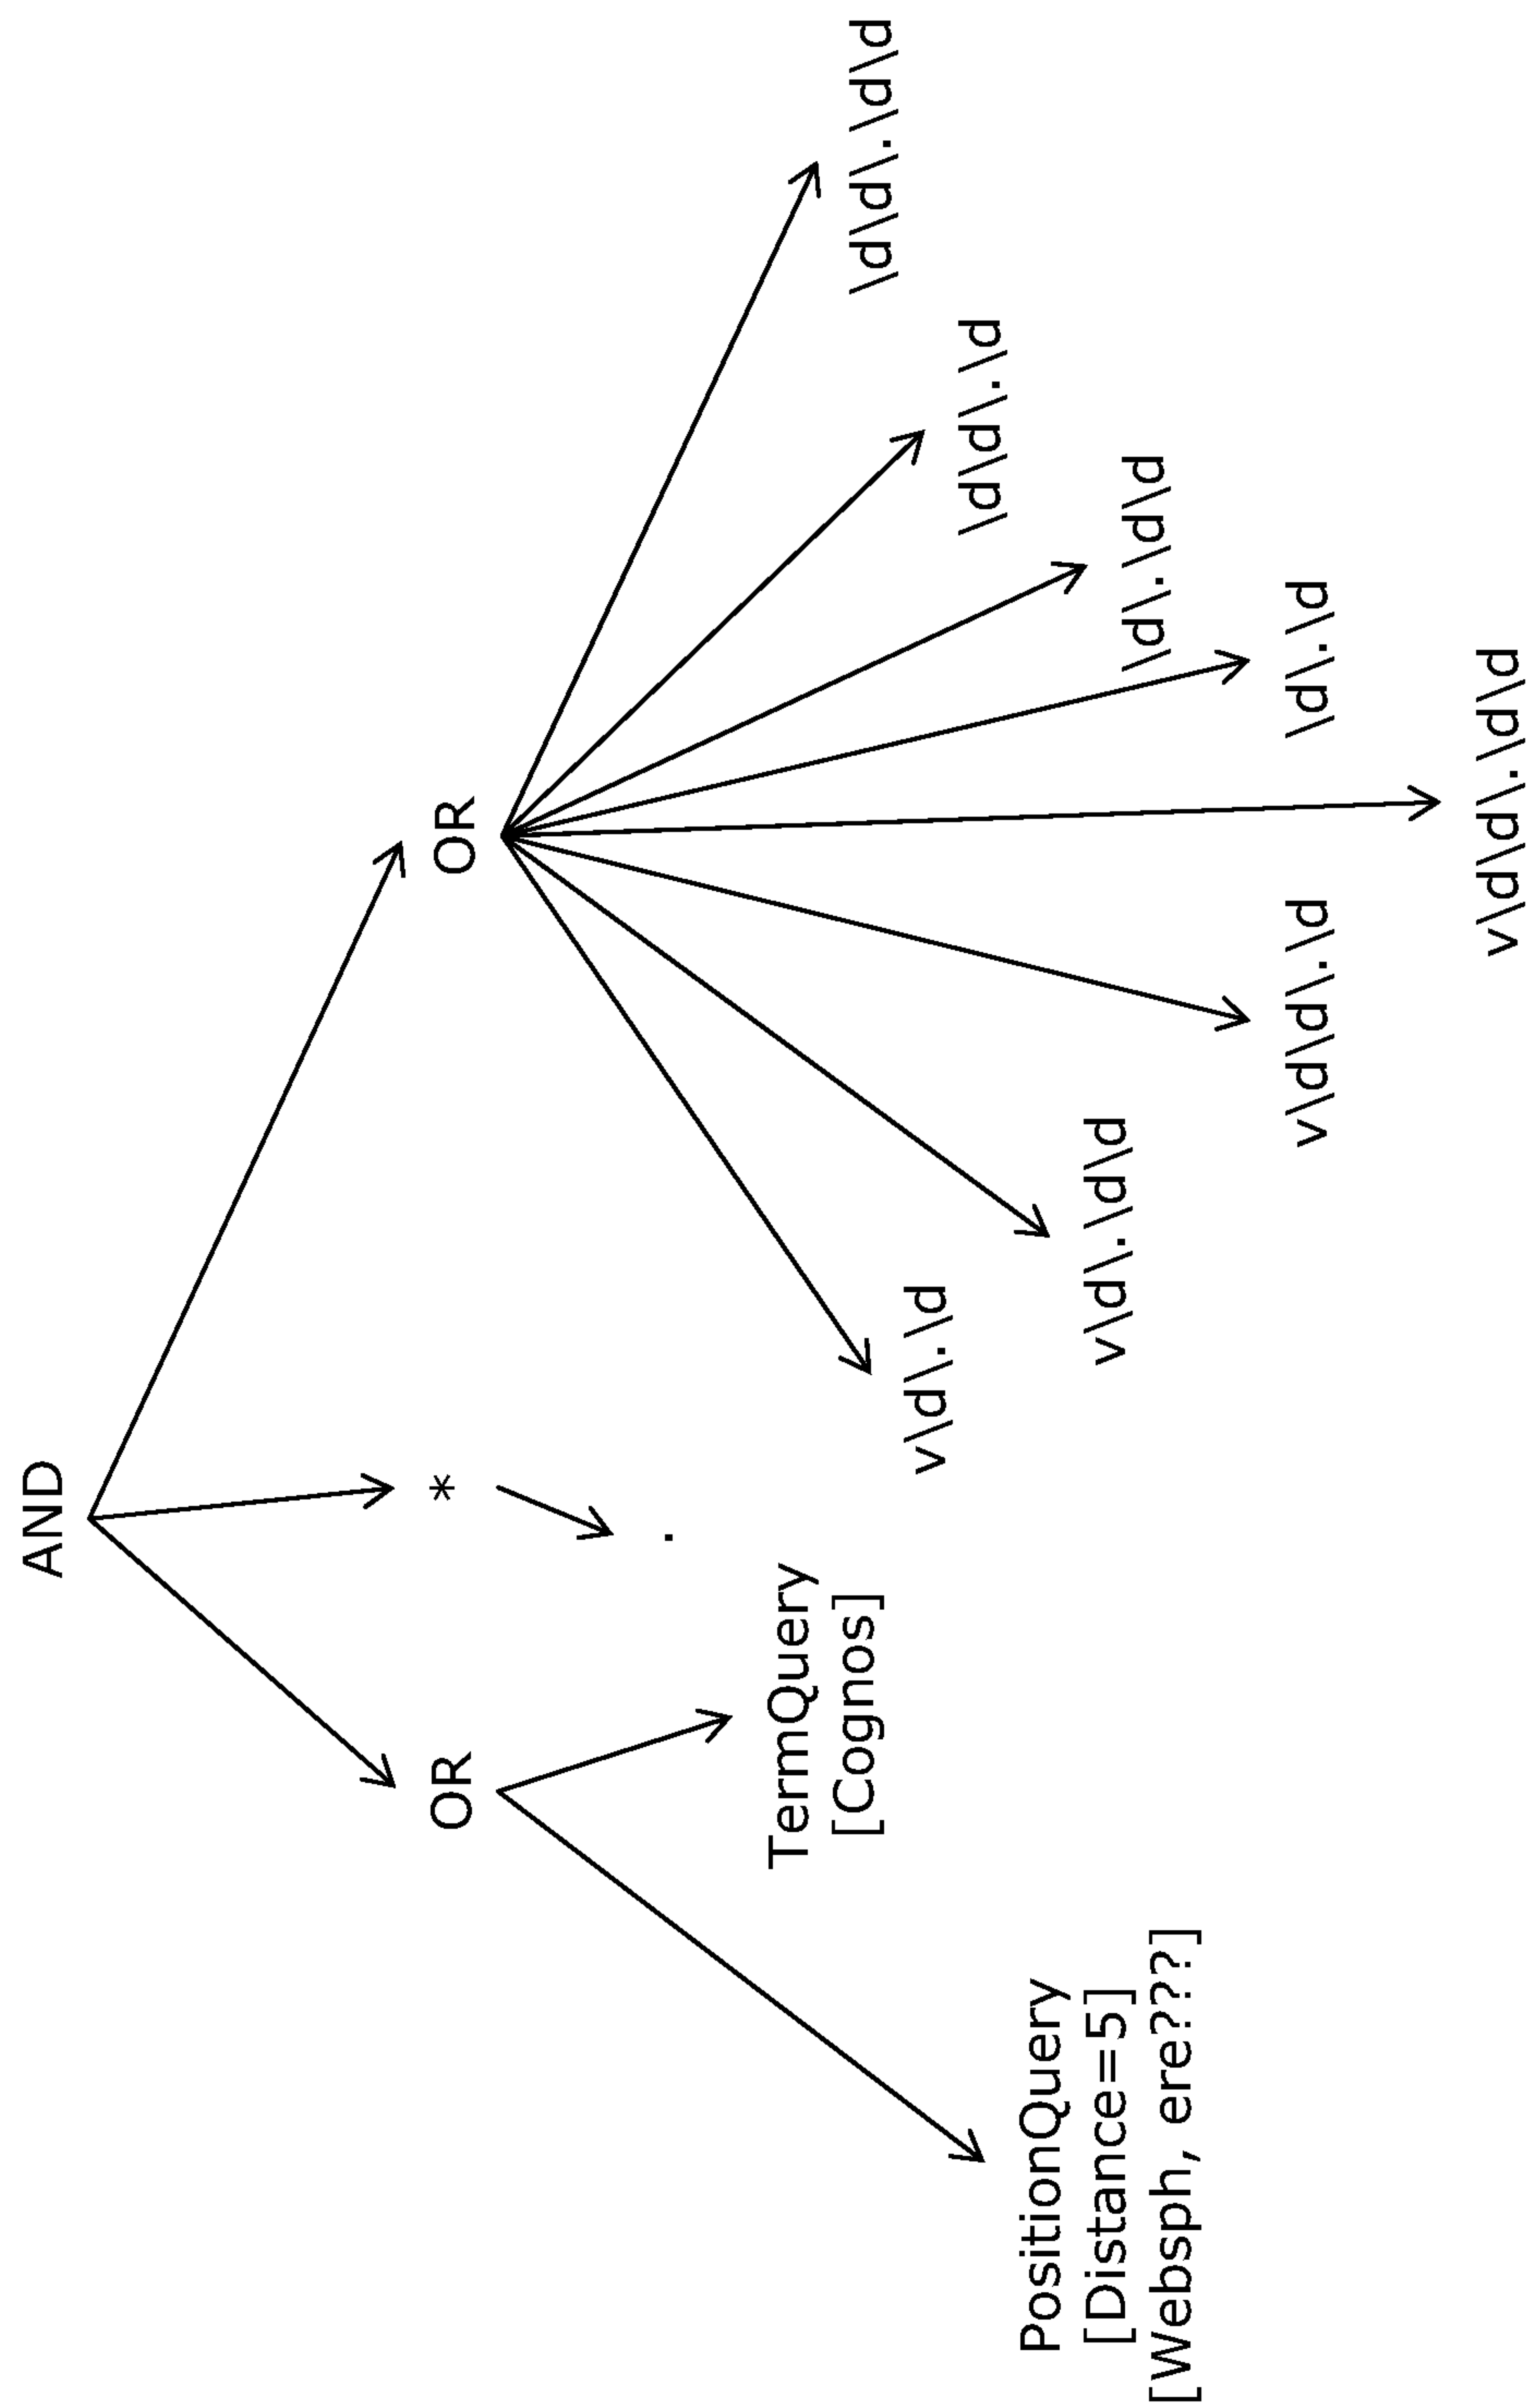 AND
OR
*
OR
.
TermQuery
[Cognos]
PositionQuery
[Distance=5]
[Websph, ere???]
v\d\.\d
v\d\.\d\d
v\d\d\.\d
v\d\d\.\d\d
\d\.\d
\d\.\d\d
\d\d\.\d
\d\d\.\d\d